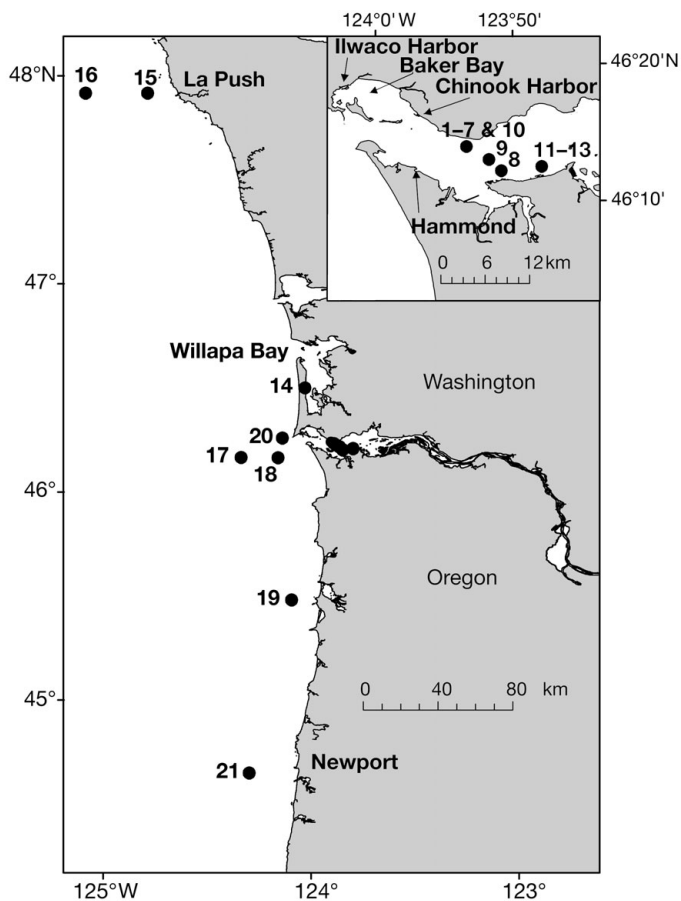 124°0' W
123°50'
48°N
16
15
La Push
Ilwaco Harbor
Baker Bay
Chinook Harbor
46°20'N
1–7 & 10
9
8
11–13
46°10'
Hammond
0 6 12 km
47°
Willapa Bay
14
Washington
20
17
18
46°
Oregon
19
0 40 80 km
45°
Newport
21
125°W
124°
123°